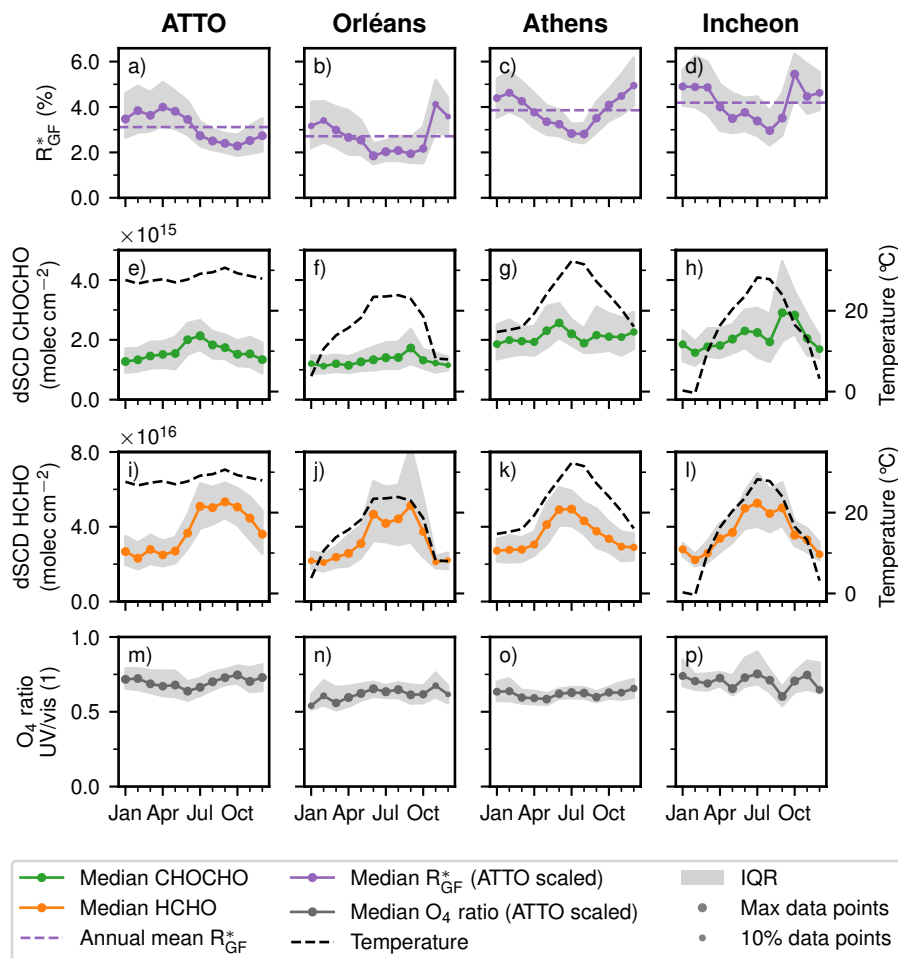 ATTO Orléans Athens Incheon
a) b) c) d)
6.0
4.0
2.0
0.0
R*GF (%)
×10^15
e) f) g) h)
4.0
2.0
0.0
dSCD CHOCHO
(molec cm−2)
20
0
Temperature (°C)
×10^16
i) j) k) l)
8.0
4.0
0.0
dSCD HCHO
(molec cm−2)
20
0
Temperature (°C)
m) n) o) p)
1.0
0.5
0.0
O4 ratio
UV/vis (1)
Jan Apr Jul Oct Jan Apr Jul Oct Jan Apr Jul Oct Jan Apr Jul Oct
Median CHOCHO Median R*GF (ATTO scaled) IQR
Median HCHO Median O4 ratio (ATTO scaled) Max data points
Annual mean R*GF Temperature 10% data points